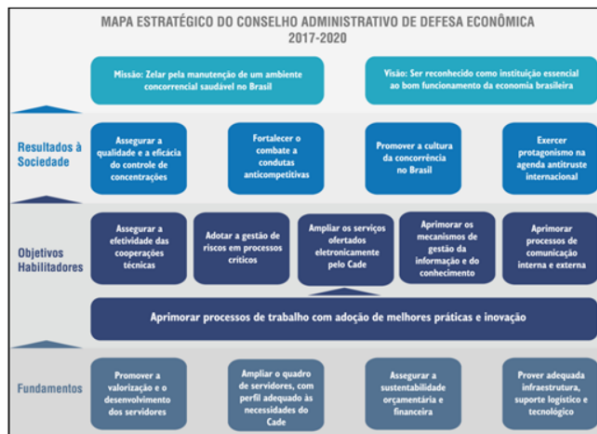 MAPA ESTRATÉGICO DO CONSELHO ADMINISTRATIVO DE DEFESA ECONÔMICA
2017-2020
Missão: Zelar pela manutenção de um ambiente
concorrencial saudável no Brasil
Visão: Ser reconhecido como instituição essencial
ao bom funcionamento da economia brasileira
Resultados à
Sociedade
Assegurar a
qualidade e a eficácia
do controle de
concentrações
Fortalecer o
combate a
condutas
anticompetitivas
Promover a cultura
da concorrência
no Brasil
Exercer
protagonismo na
agenda antitruste
internacional
Objetivos
Habilitadores
Assegurar a
efetividade das
cooperações
técnicas
Adotar a gestão de
riscos em processos
críticos
Ampliar os serviços
ofertados
eletronicamente
pelo Cade
Aprimorar os
mecanismos de
gestão da
informação e do
conhecimento
Aprimorar
processos de
comunicação
interna e externa
Aprimorar processos de trabalho com adoção de melhores práticas e inovação
Fundamentos
Promover a
valorização e o
desenvolvimento
dos servidores
Ampliar o quadro
de servidores, com
perfil adequado às
necessidades do
Cade
Assegurar a
sustentabilidade
orçamentária e
financeira
Prover adequada
infraestrutura,
suporte logístico e
tecnológico